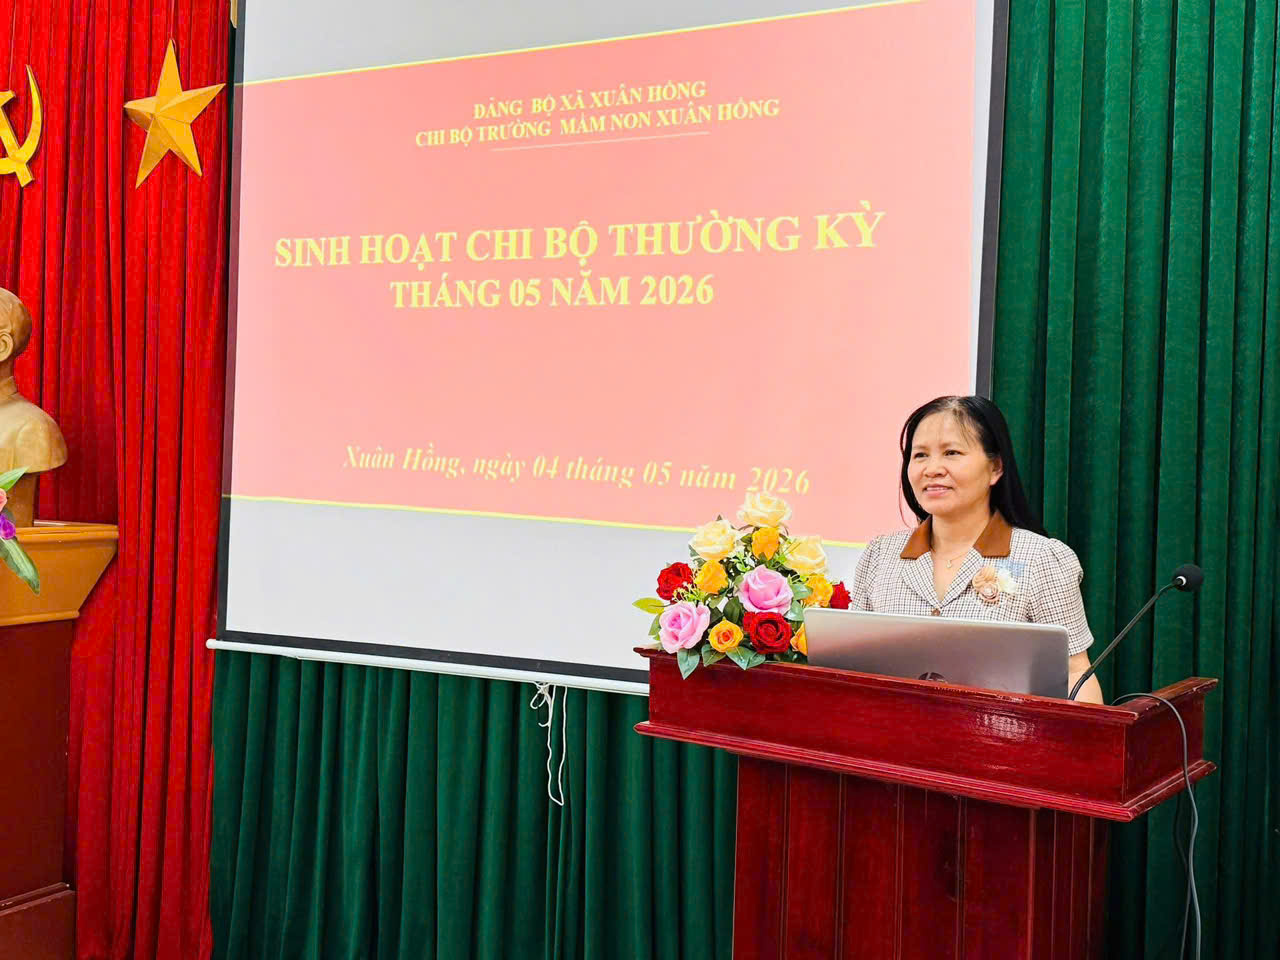 ĐẢNG BỘ XÃ XUÂN HỒNG
CHI BỘ TRƯỜNG MẦM NON XUÂN HỒNG
SINH HOẠT CHI BỘ THƯỜNG KỲ
THÁNG 05 NĂM 2026
Xuân Hồng, ngày 04 tháng 05 năm 2026